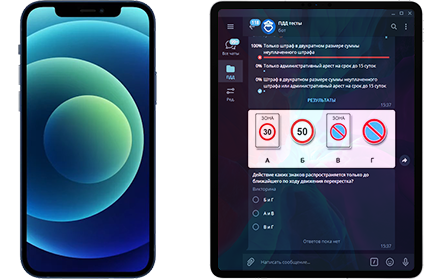 118
ПДД тесты
Бот
Все чаты
ПДД
Ред.
100% Только штраф в двукратном размере суммы
неуплаченного штрафа
0% Только административный арест на срок до 15 суток
0% Штраф в двукратном размере суммы неуплаченного
штрафа или административный арест на срок до 15 суток
РЕЗУЛЬТАТЫ
15:37
ЗОНА
30
50
ЗОНА
А Б В Г
Действие каких знаков распространяется только до
ближайшего по ходу движения перекрестка?
Викторина
Б и Г
А и В
В и Г
Ответов пока нет
15:37
Написать сообщение...